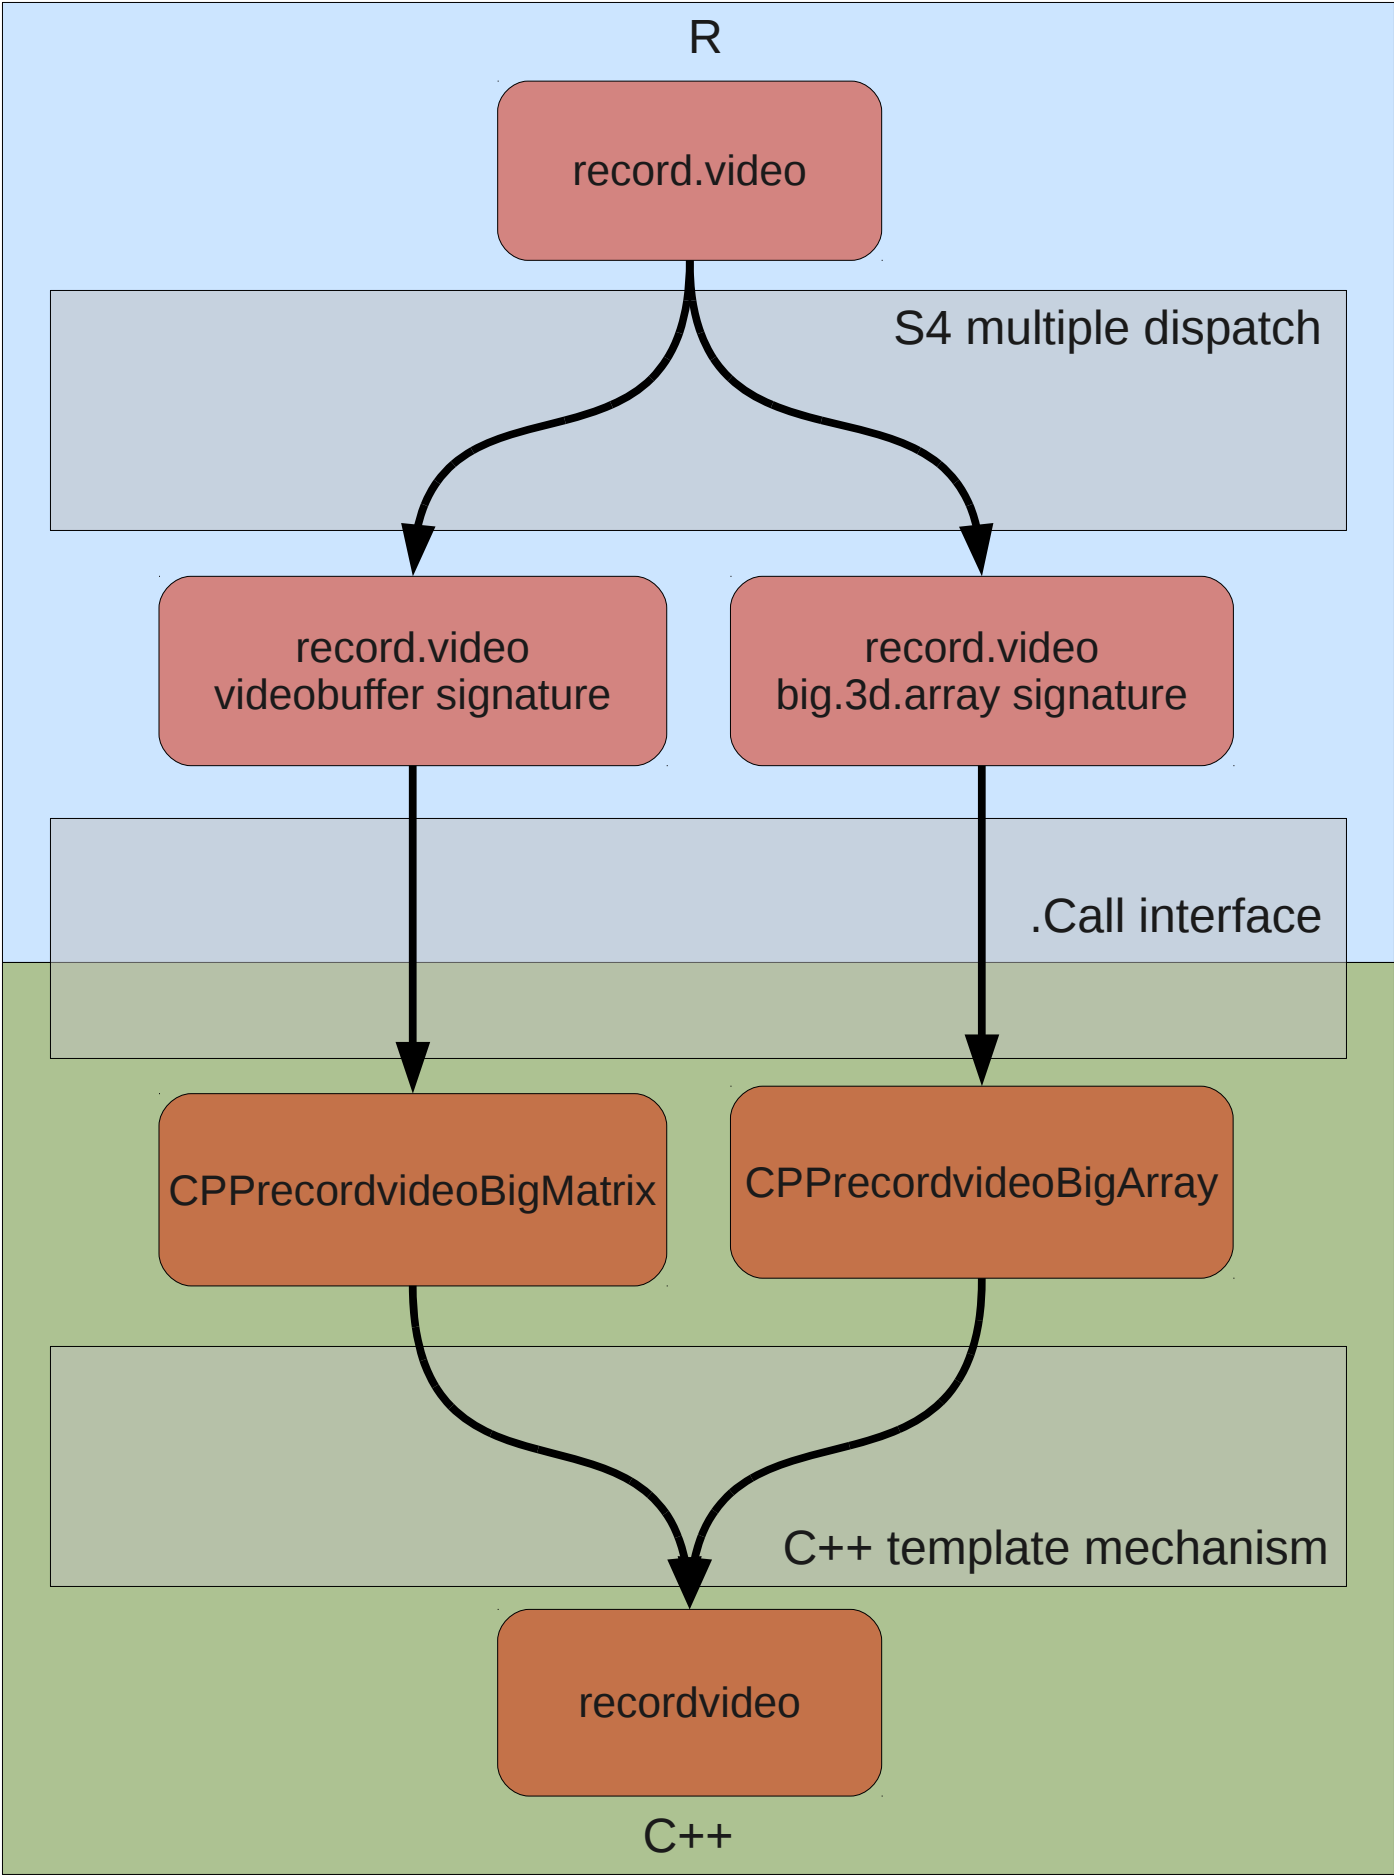 R
record.video
S4 multiple dispatch
record.video
videobuffer signature
record.video
big.3d.array signature
.Call interface
CPPrecordvideoBigMatrix
CPPrecordvideoBigArray
C++ template mechanism
recordvideo
C++